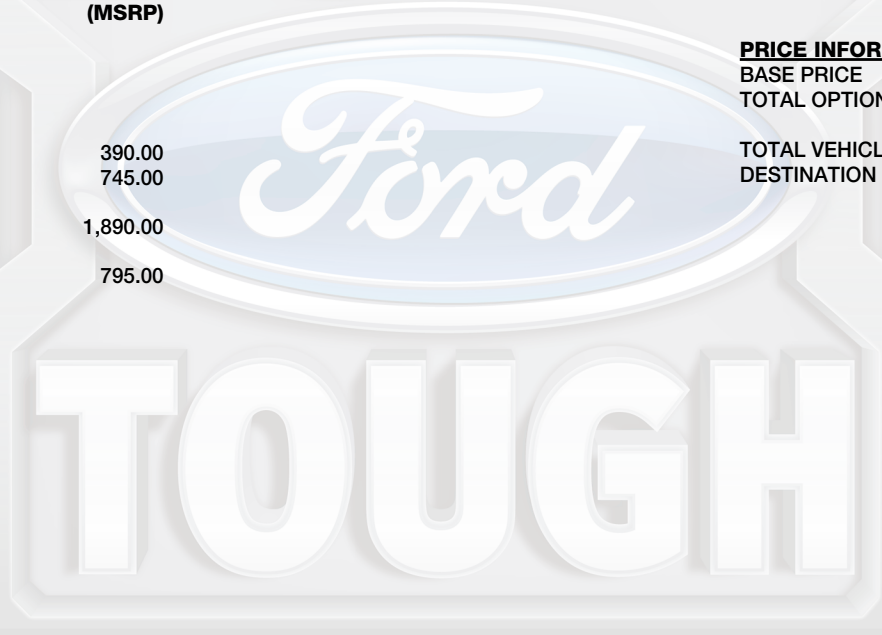 (MSRP)
390.00
745.00
1,890.00
795.00
PRICE INFOR
BASE PRICE
TOTAL OPTION
TOTAL VEHICL
DESTINATION
Ford
TOUGH